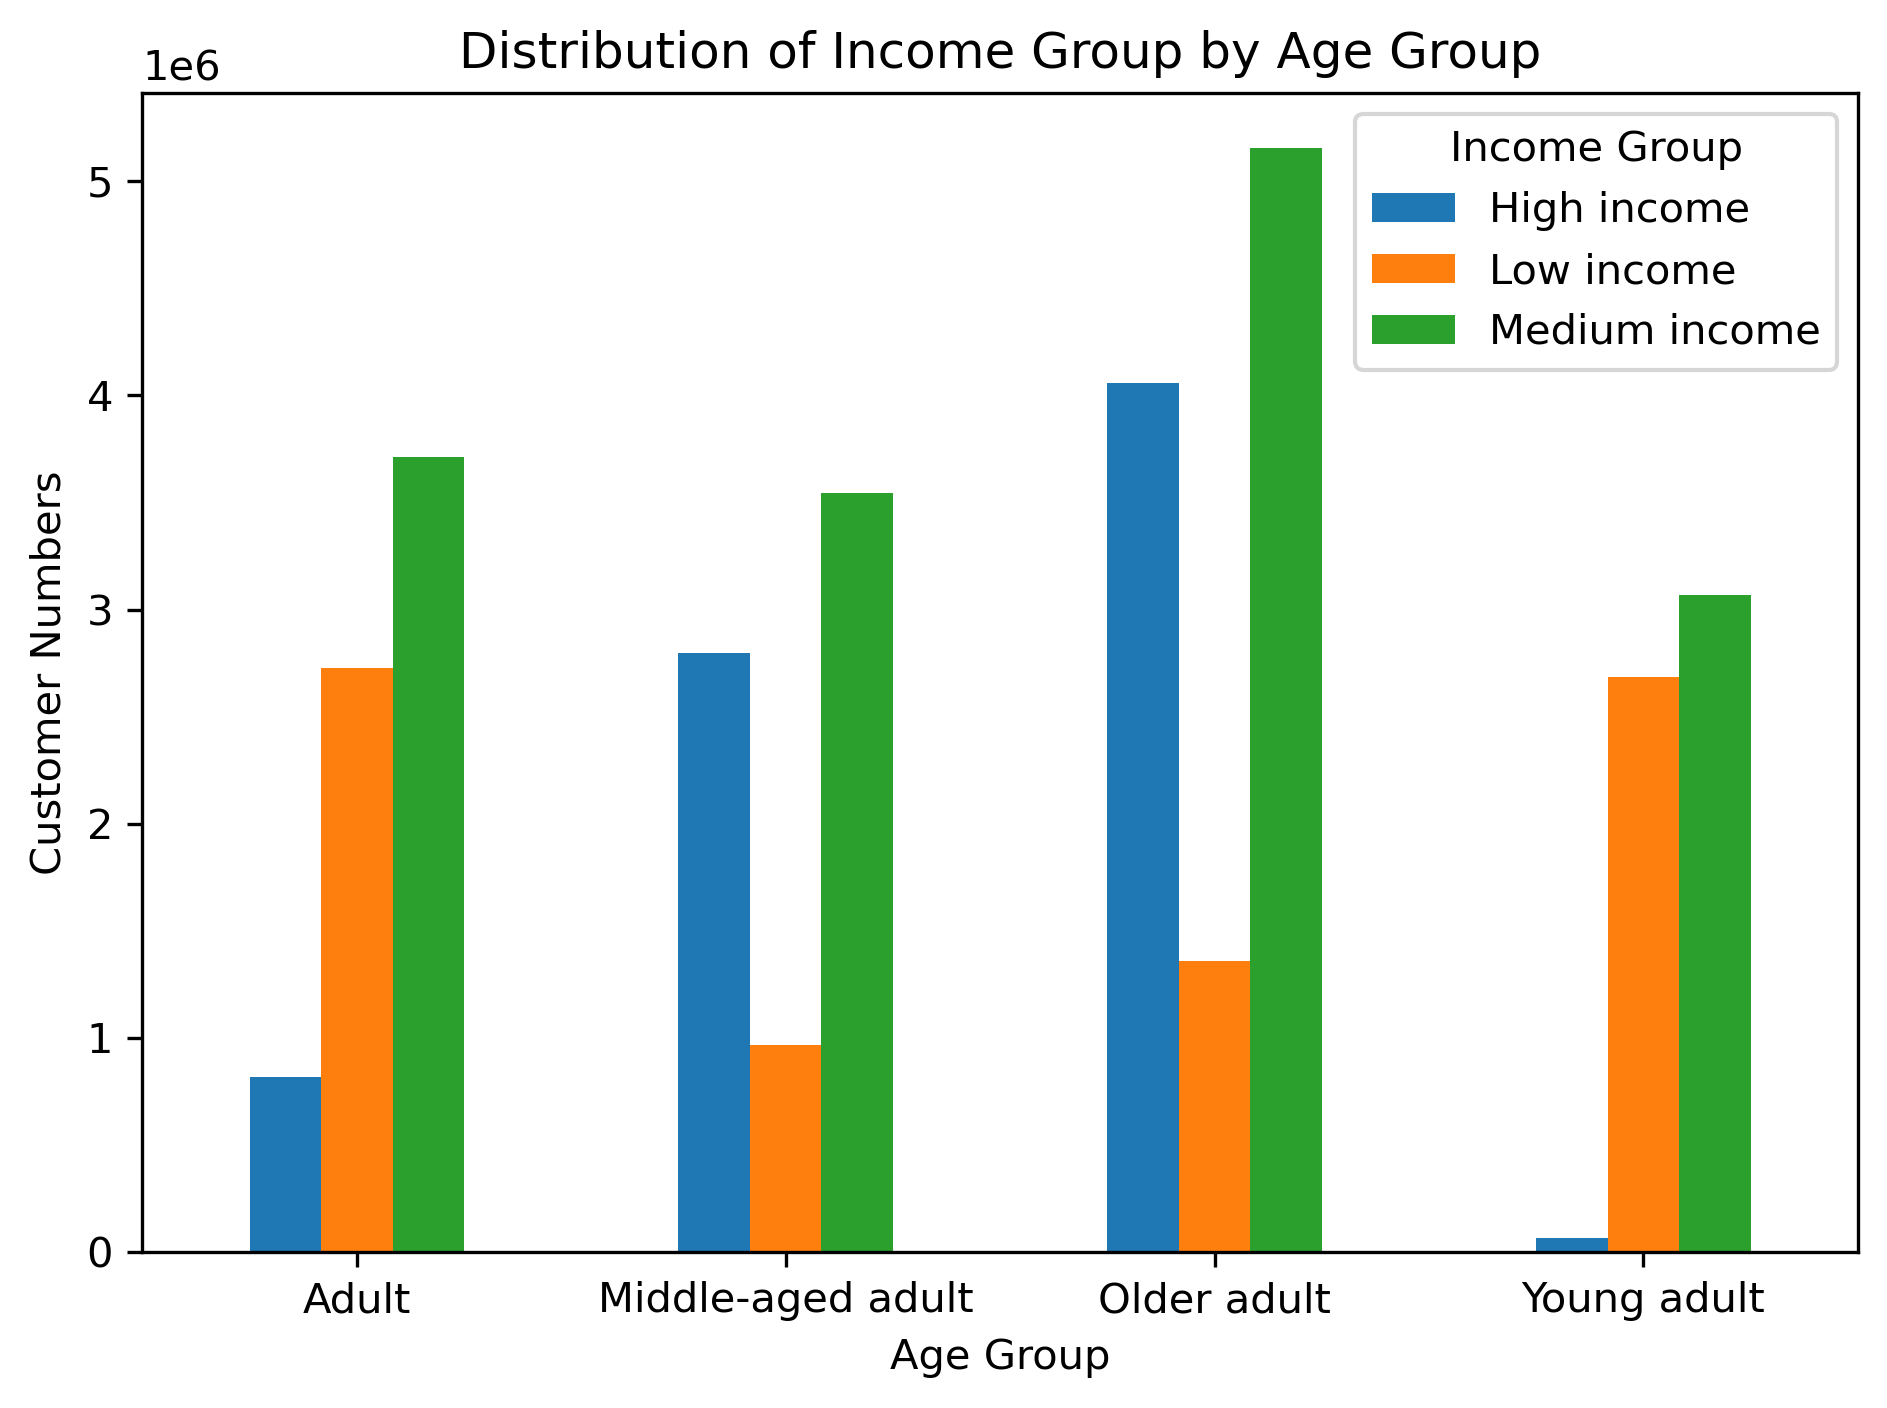 Distribution of Income Group by Age Group
1e6
Income Group
High income
Low income
Medium income
5
4
3
2
1
0
Customer Numbers
Adult
Middle-aged adult
Older adult
Young adult
Age Group